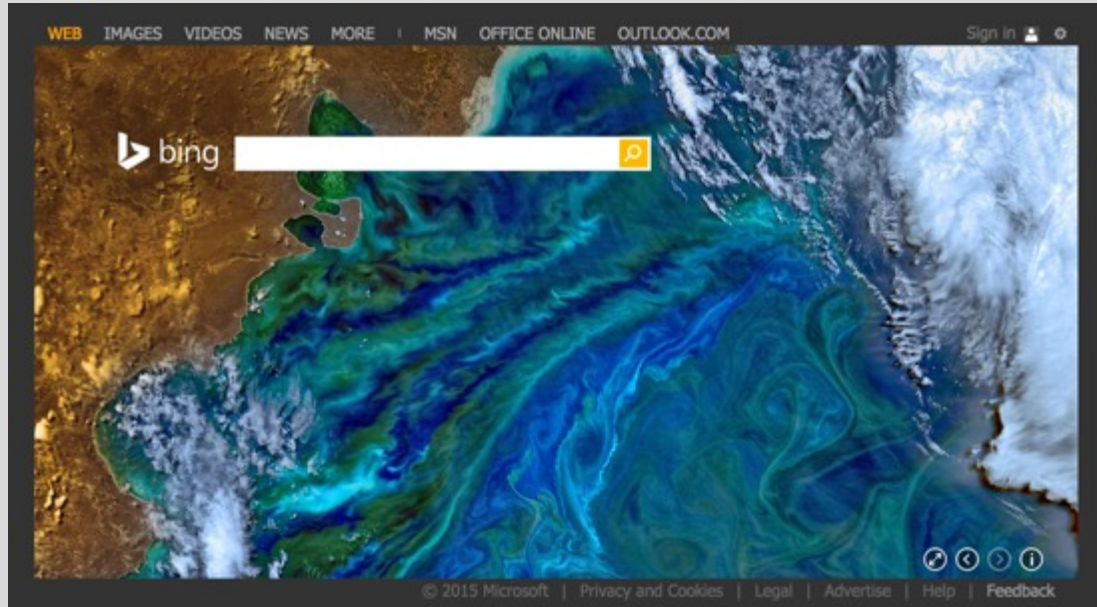 WEB IMAGES VIDEOS NEWS MORE | MSN OFFICE ONLINE OUTLOOK.COM Sign in
bing
© 2015 Microsoft | Privacy and Cookies | Legal | Advertise | Help | Feedback